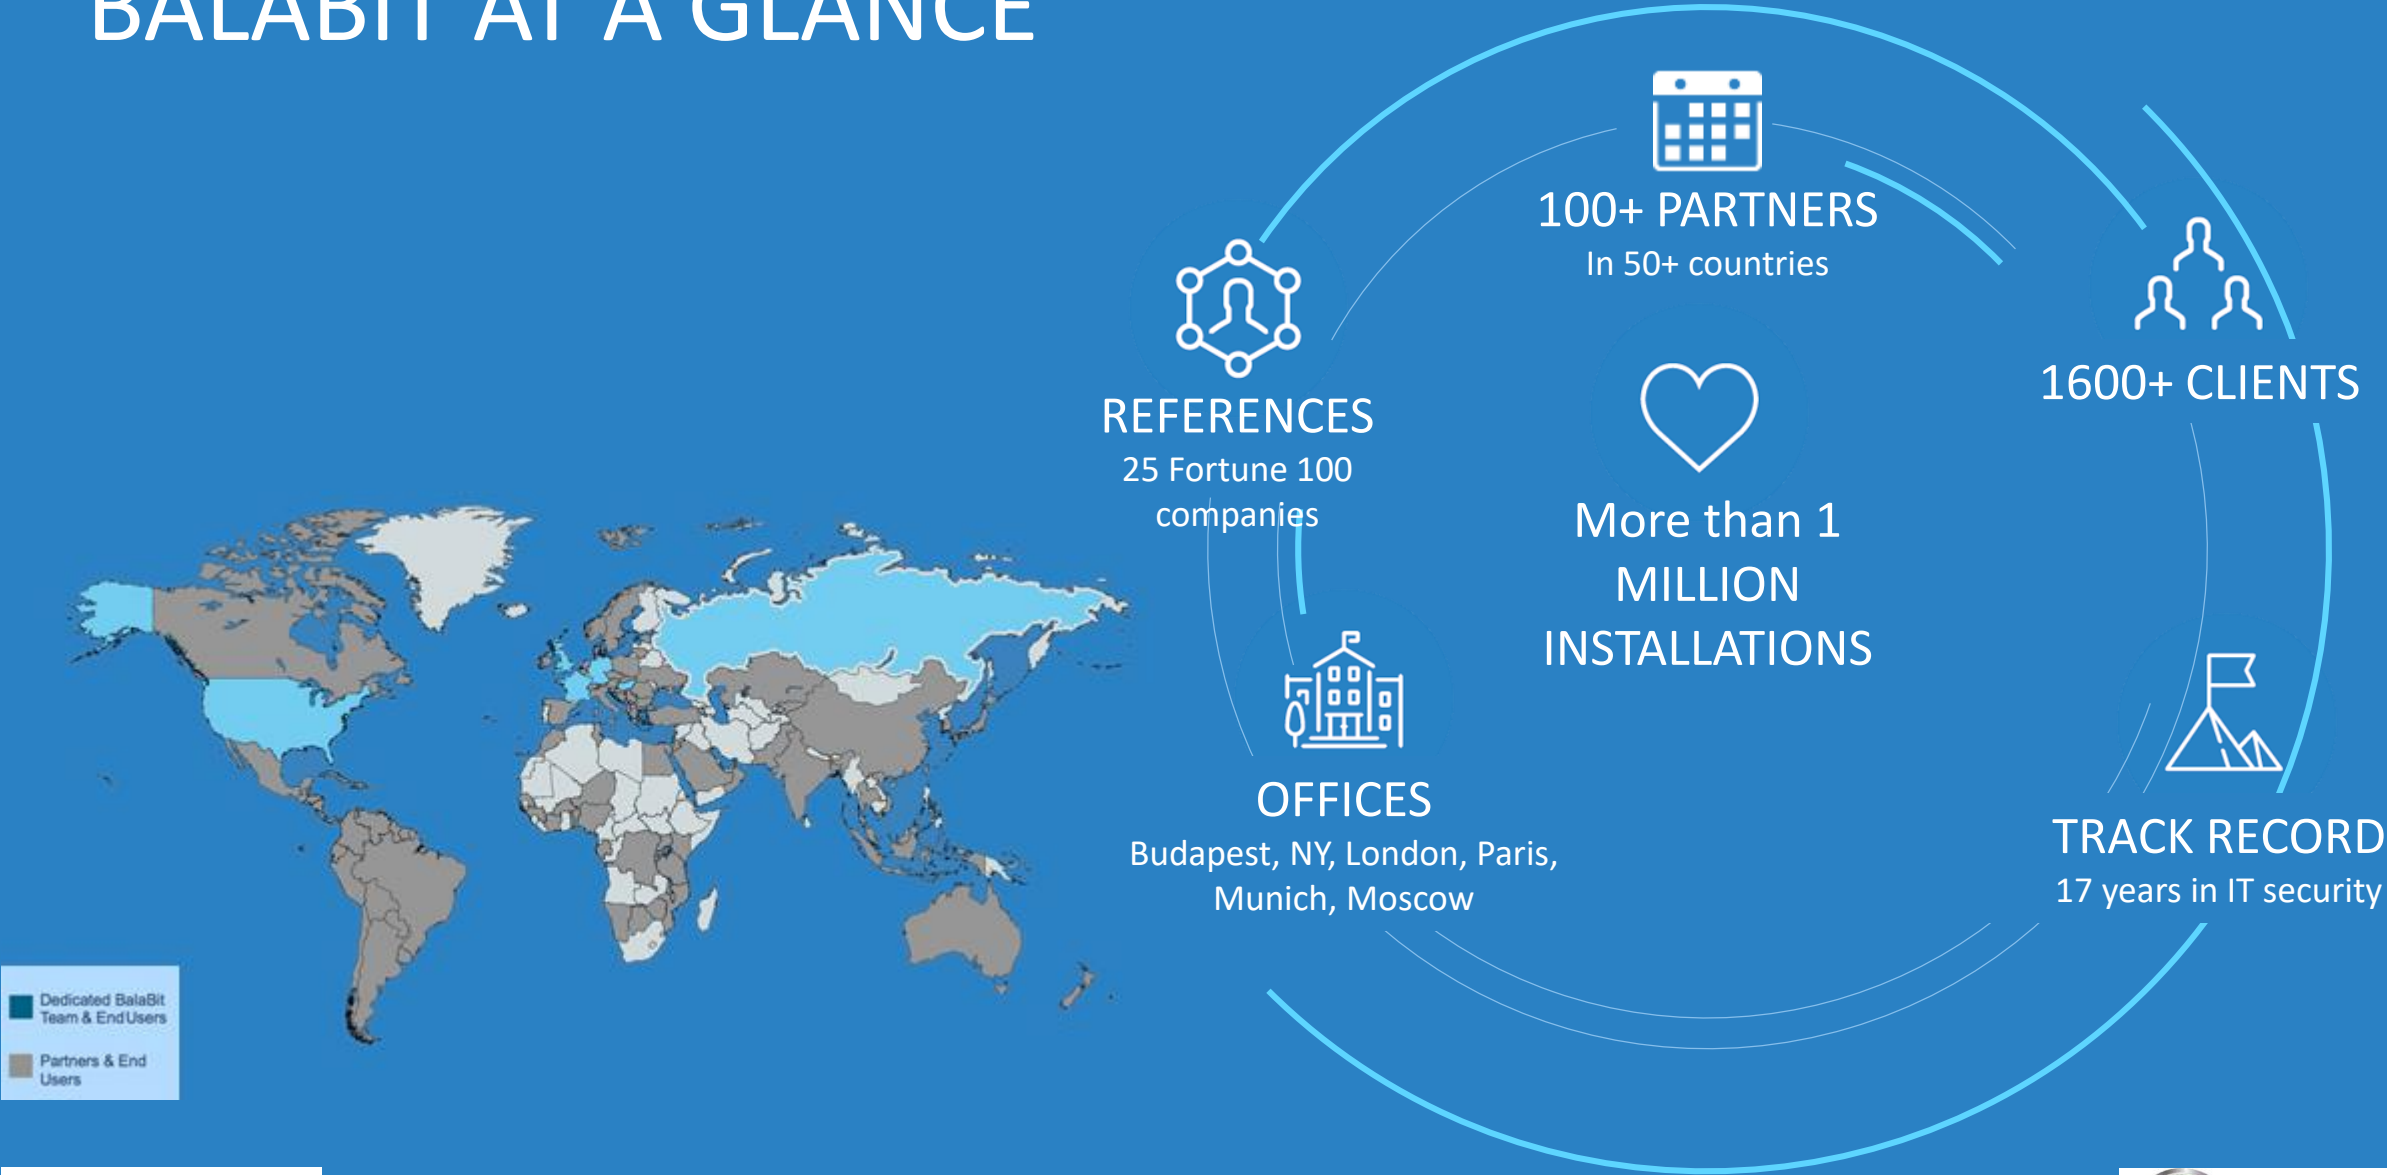 BALABIT AT A GLANCE
100+ PARTNERS
In 50+ countries
REFERENCES
25 Fortune 100
companies
1600+ CLIENTS
More than 1
MILLION
INSTALLATIONS
OFFICES
Budapest, NY, London, Paris,
Munich, Moscow
TRACK RECORD
17 years in IT security
Dedicated BalaBit
Team & End Users
Partners & End
Users